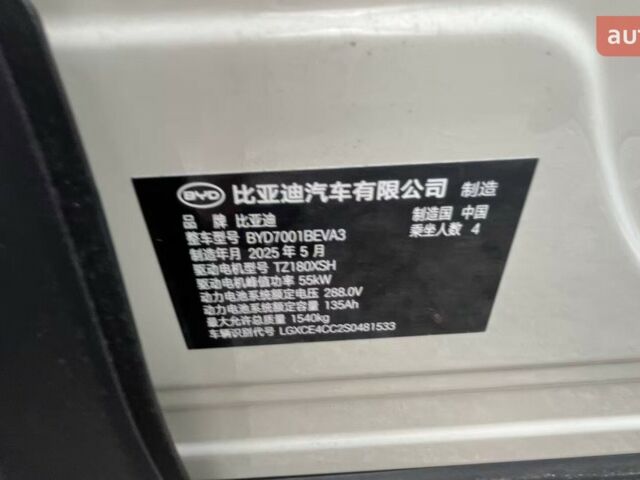 au
BYD 比亚迪汽车有限公司 制造
品 牌 比亚迪 制造国 中国
整车型号 BYD7001BEVA3 乘坐人数 4
制造年月 2025 年 5 月
驱动电机型号 TZ180XSH
驱动电机峰值功率 55kW
动力电池系统额定电压 288.0V
动力电池系统额定容量 135Ah
最大允许总质量 1540kg
车辆识别代号 LGXCE4CC2S0481533